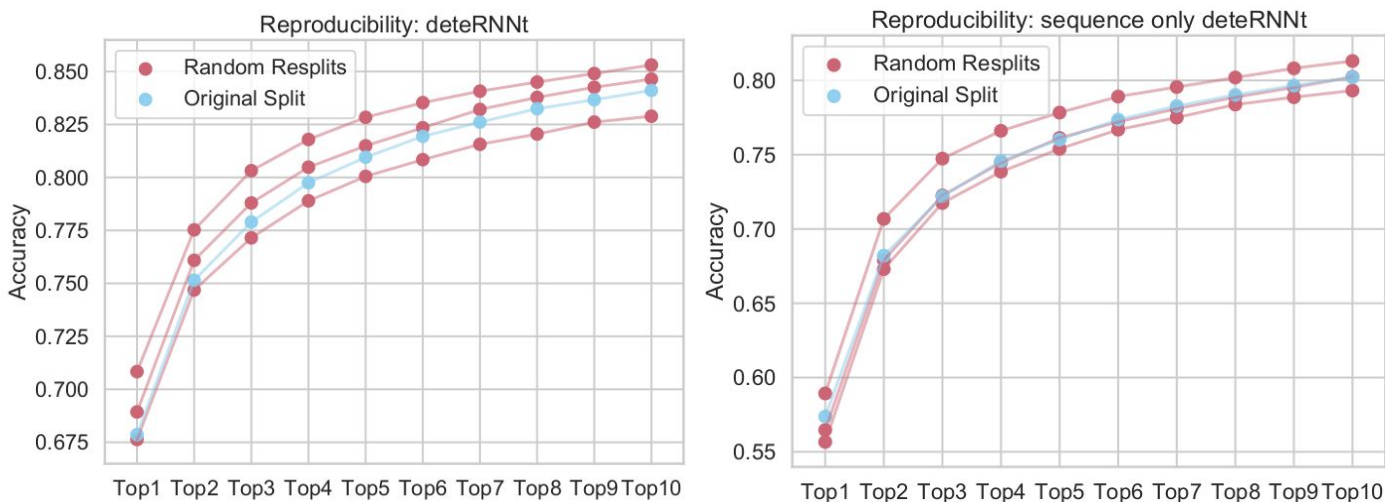 Reproducibility: deteRNNt
Random Resplits
Original Split
0.850
0.825
0.800
0.775
0.750
0.725
0.700
0.675
Accuracy
Top1 Top2 Top3 Top4 Top5 Top6 Top7 Top8 Top9 Top10
Reproducibility: sequence only deteRNNt
Random Resplits
Original Split
0.80
0.75
0.70
0.65
0.60
0.55
Accuracy
Top1 Top2 Top3 Top4 Top5 Top6 Top7 Top8 Top9 Top10